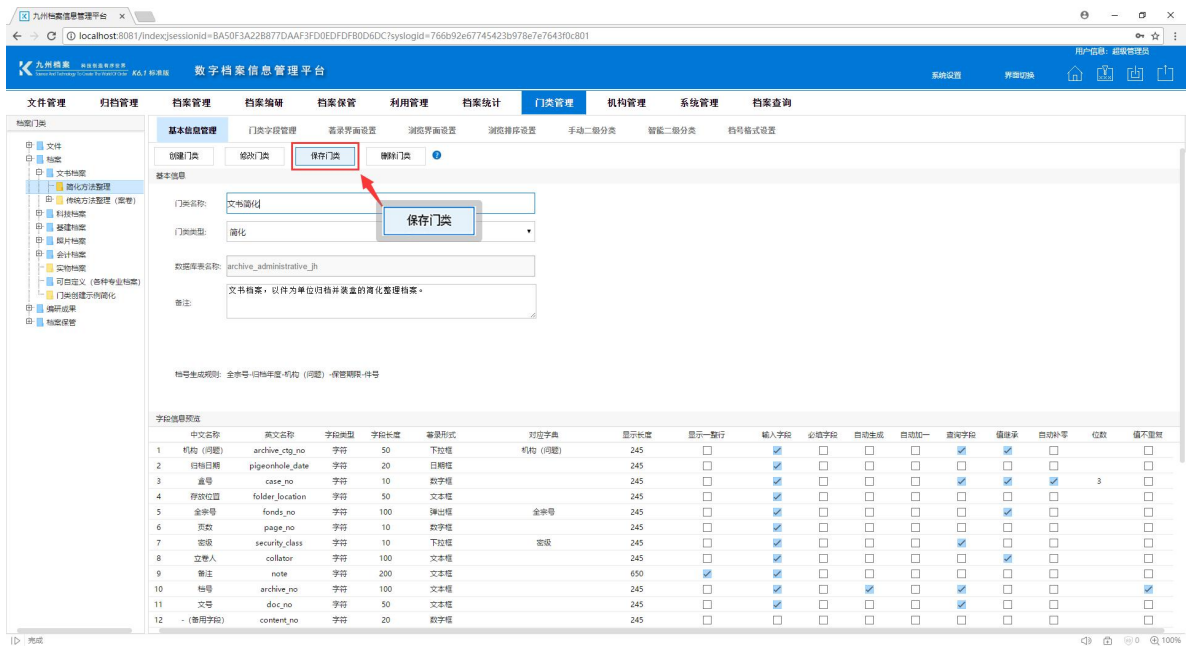 九州档案信息管理平台
localhost:8081/index;jsessionid=BA50F3A22B877DAAF3FD0EDFDFB0D6DC?syslogid=766b92e67745423b978e7e7643f0c801
用户信息: 超级管理员
九州档案 K6.1 标准版 数字档案信息管理平台 系统设置 界面切换
文件管理 归档管理 档案管理 档案编研 档案保管 利用管理 档案统计 门类管理 机构管理 系统管理 档案查询
档案门类
基本信息管理 门类字段管理 著录界面设置 浏览界面设置 浏览排序设置 手动二级分类 智能二级分类 档号格式设置
文件
档案
文书档案
简化方法整理
传统方法整理（案卷）
科技档案
基建档案
照片档案
会计档案
实物档案
可自定义（各种专业档案)
门类创建示例简化
编研成果
档案保管
创建门类 修改门类 保存门类 删除门类 ?
基本信息
门类名称: 文书简化
保存门类
门类类型: 简化
数据库表名称: archive_administrative_jh
备注: 文书档案，以件为单位归档并装盒的简化整理档案。
档号生成规则: 全宗号-归档年度-机构（问题）-保管期限-件号
字段信息预览
中文名称 英文名称 字段类型 字段长度 著录形式 对应字典 显示长度 显示一整行 输入字段 必填字段 自动生成 自动加一 查询字段 值继承 自动补零 位数 值不重复
1 机构（问题） archive_ctg_no 字符 50 下拉框 机构（问题） 245
2 归档日期 pigeonhole_date 字符 20 日期框 245
3 盒号 case_no 字符 10 数字框 245 3
4 存放位置 folder_location 字符 50 文本框 245
5 全宗号 fonds_no 字符 100 弹出框 全宗号 245
6 页数 page_no 字符 10 数字框 245
7 密级 security_class 字符 10 下拉框 密级 245
8 立卷人 collator 字符 100 文本框 245
9 备注 note 字符 200 文本框 650
10 档号 archive_no 字符 100 文本框 245
11 文号 doc_no 字符 50 文本框 245
12 -（备用字段） content_no 字符 20 数字框 245
完成 0 100%